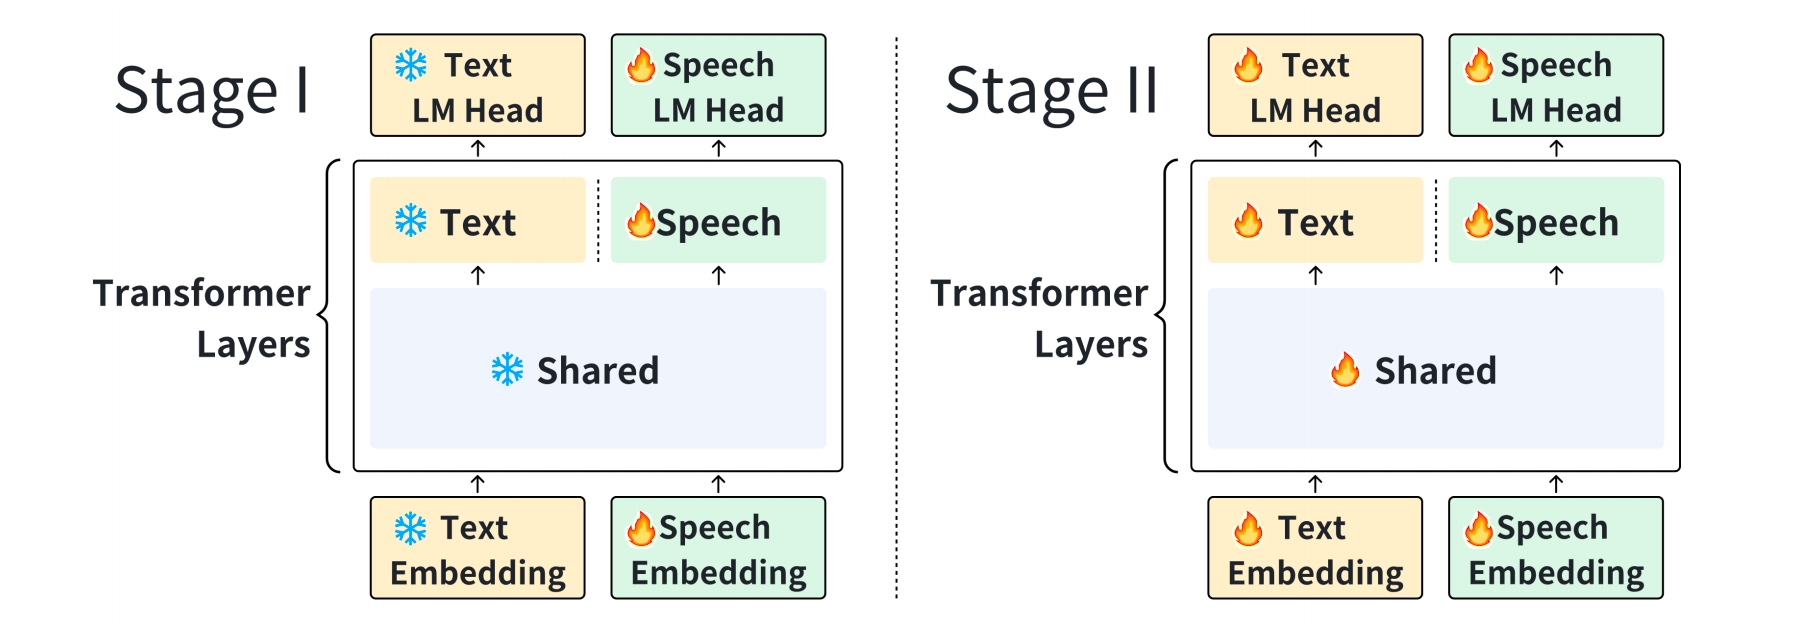 Stage I
Text
LM Head
Speech
LM Head
Text
Speech
Transformer
Layers
Shared
Text
Embedding
Speech
Embedding
Stage II
Text
LM Head
Speech
LM Head
Text
Speech
Transformer
Layers
Shared
Text
Embedding
Speech
Embedding